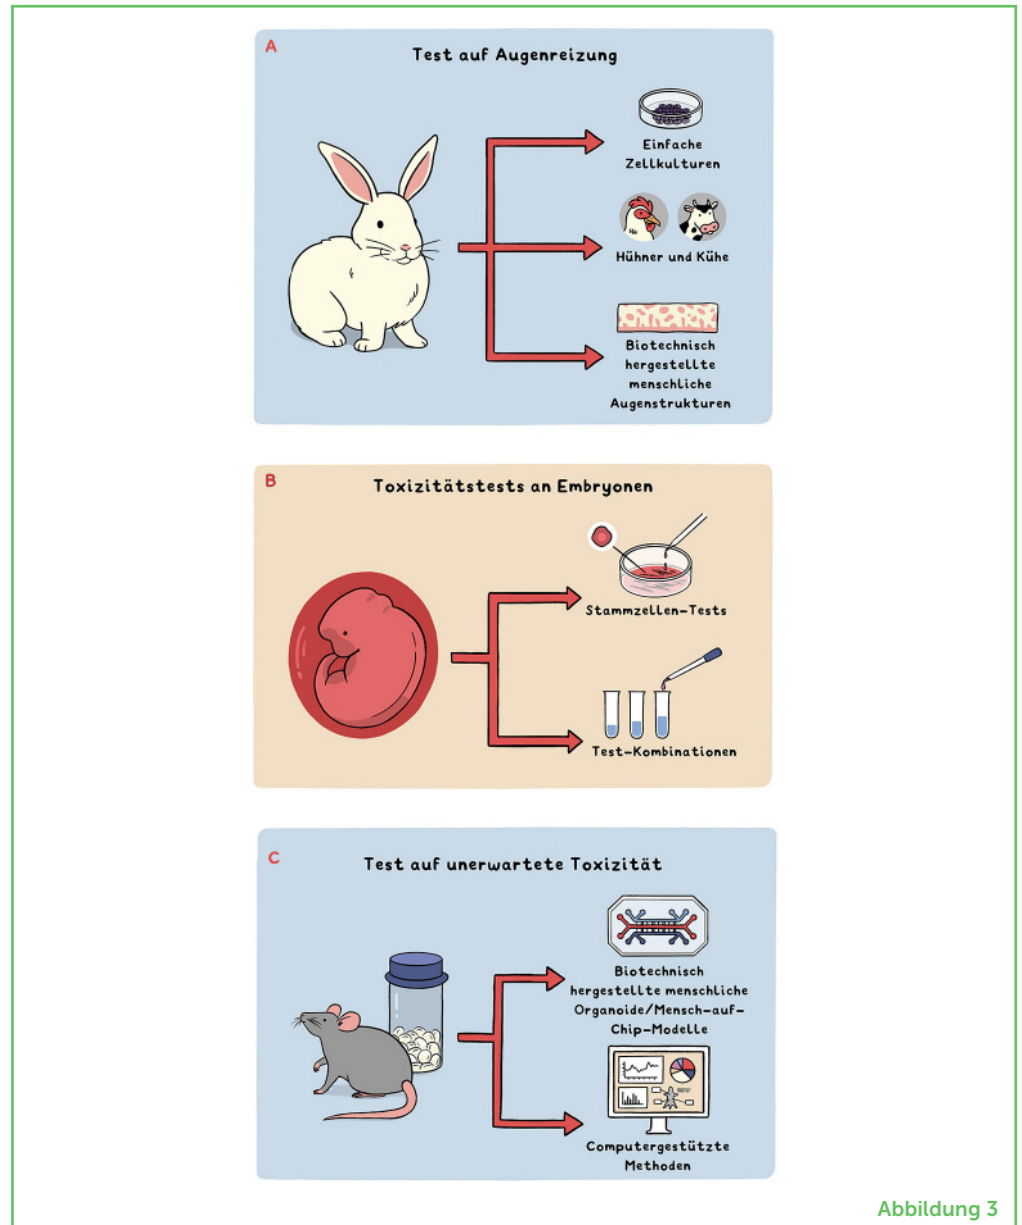 A
Test auf Augenreizung
Einfache
Zellkulturen
Hühner und Kühe
Biotechnisch
hergestellte
menschliche
Augenstrukturen
B
Toxizitätstests an Embryonen
Stammzellen-Tests
Test-Kombinationen
C
Test auf unerwartete Toxizität
Biotechnisch
hergestellte menschliche
Organoide/Mensch-auf-
Chip-Modelle
Computergestützte
Methoden
Abbildung 3